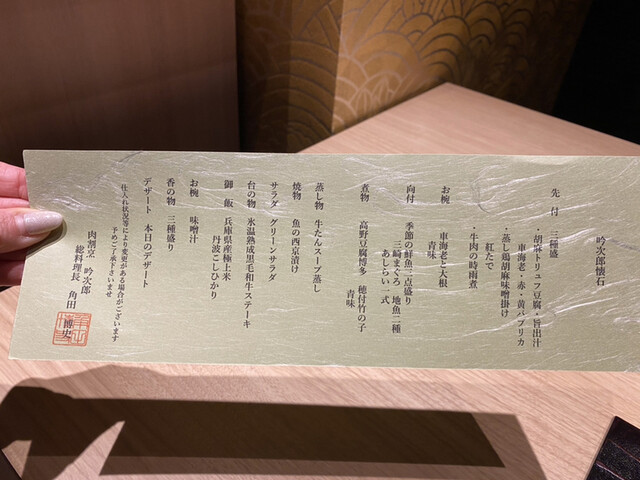 吟次郎懐石
先付　三種盛
・胡麻トリュフ豆腐・旨出汁
車海老・赤・黄パプリカ
・蒸し鶏胡麻味噌掛け
紅たで
・牛肉の時雨煮
お椀　車海老と大根
青味
向付　季節の鮮魚三点盛り
三崎まぐろ　地魚二種
あしらい一式
煮物　高野豆腐博多　穂付竹の子
青味
蒸し物　牛たんスープ蒸し
焼物　魚の西京漬け
サラダ　グリーンサラダ
台の物　氷温熟成黒毛和牛ステーキ
御飯　兵庫県産極上米
丹波こしひかり
お椀　味噌汁
香の物　三種盛り
デザート　本日のデザート
仕入れ状況等により変更がある場合がございます
予めご了承下さいませ
肉割烹　吟次郎
総料理長　角田　博史